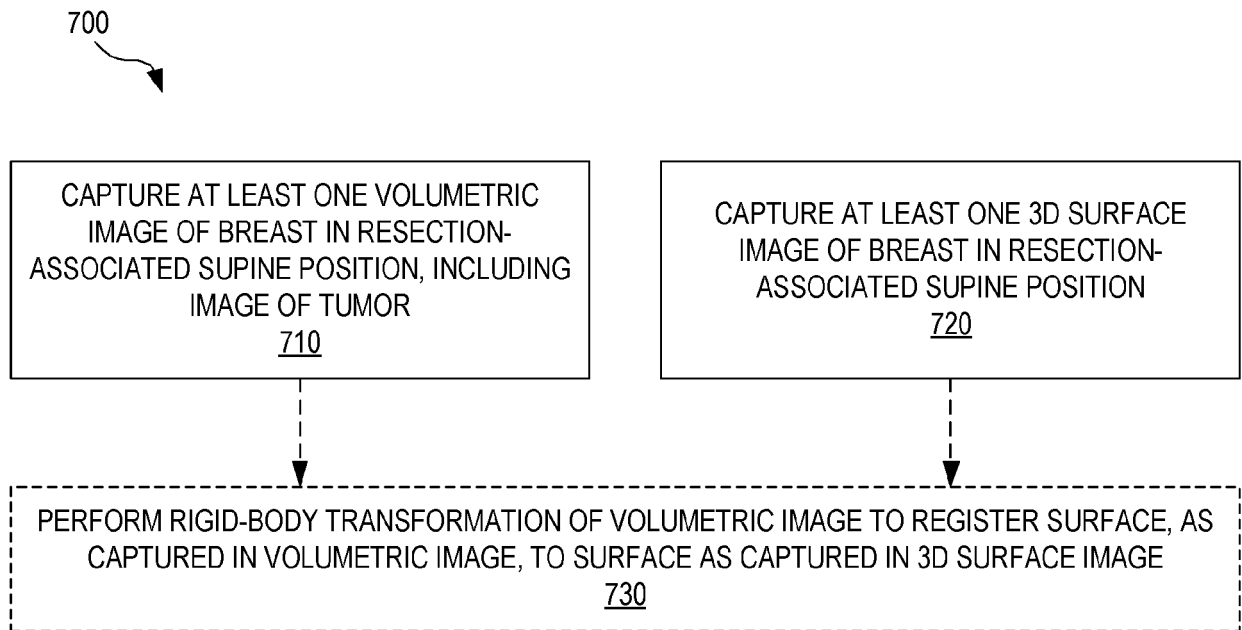 700
CAPTURE AT LEAST ONE VOLUMETRIC
IMAGE OF BREAST IN RESECTION-
ASSOCIATED SUPINE POSITION, INCLUDING
IMAGE OF TUMOR
710
CAPTURE AT LEAST ONE 3D SURFACE
IMAGE OF BREAST IN RESECTION-
ASSOCIATED SUPINE POSITION
720
PERFORM RIGID-BODY TRANSFORMATION OF VOLUMETRIC IMAGE TO REGISTER SURFACE, AS
CAPTURED IN VOLUMETRIC IMAGE, TO SURFACE AS CAPTURED IN 3D SURFACE IMAGE
730